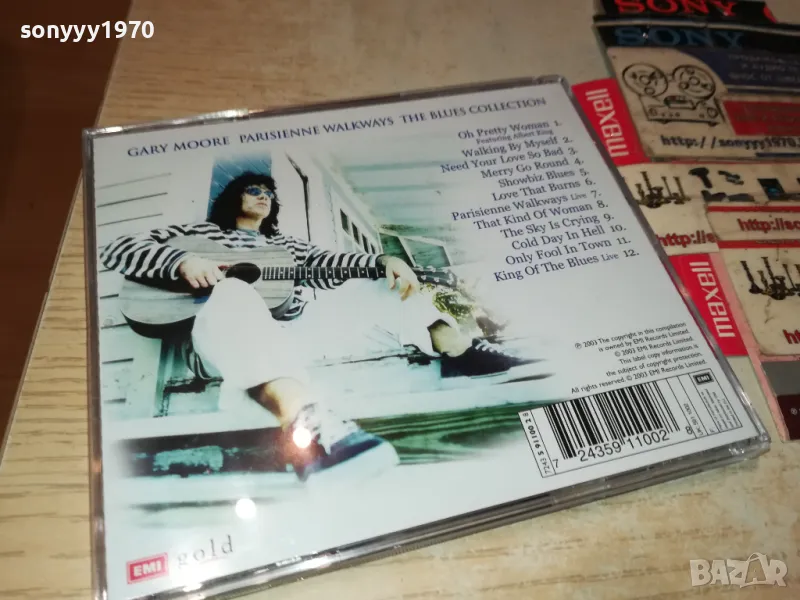 sonyyy1970
SONY
SONY
maxell
http://sonyyy1970.
http://s
http://s
maxell
GARY MOORE PARISIENNE WALKWAYS THE BLUES COLLECTION
Oh Pretty Woman 1.
Featuring Albert King
Walking By Myself 2.
Need Your Love So Bad 3.
Merry Go Round 4.
Showbiz Blues 5.
Love That Burns 6.
Parisienne Walkways Live 7.
That Kind Of Woman 8.
The Sky Is Crying 9.
Cold Day In Hell 10.
Only Fool In Town 11.
King Of The Blues Live 12.
℗ 2003 The copyright in this compilation
is owned by EMI Records Limited.
© 2003 EMI Records Limited.
This label copy information is
the subject of copyright protection.
All rights reserved. © 2003 EMI Records Limited.
EMI
7243 5 91100 2 8
7 24359 11002 8
EMI gold
BAZAR